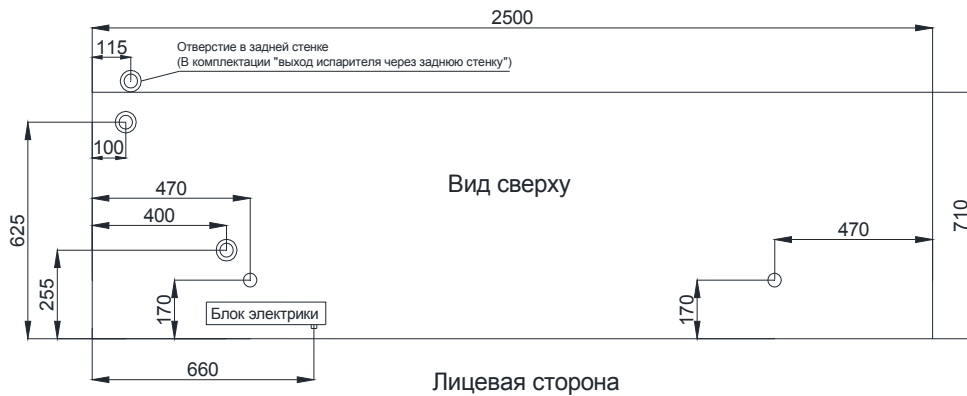 2500
115
Отверстие в задней стенке
(В комплектации "выход испарителя через заднюю стенку")
100
470
Вид сверху
400
625
710
470
255
170
Блок электрики
170
660
Лицевая сторона